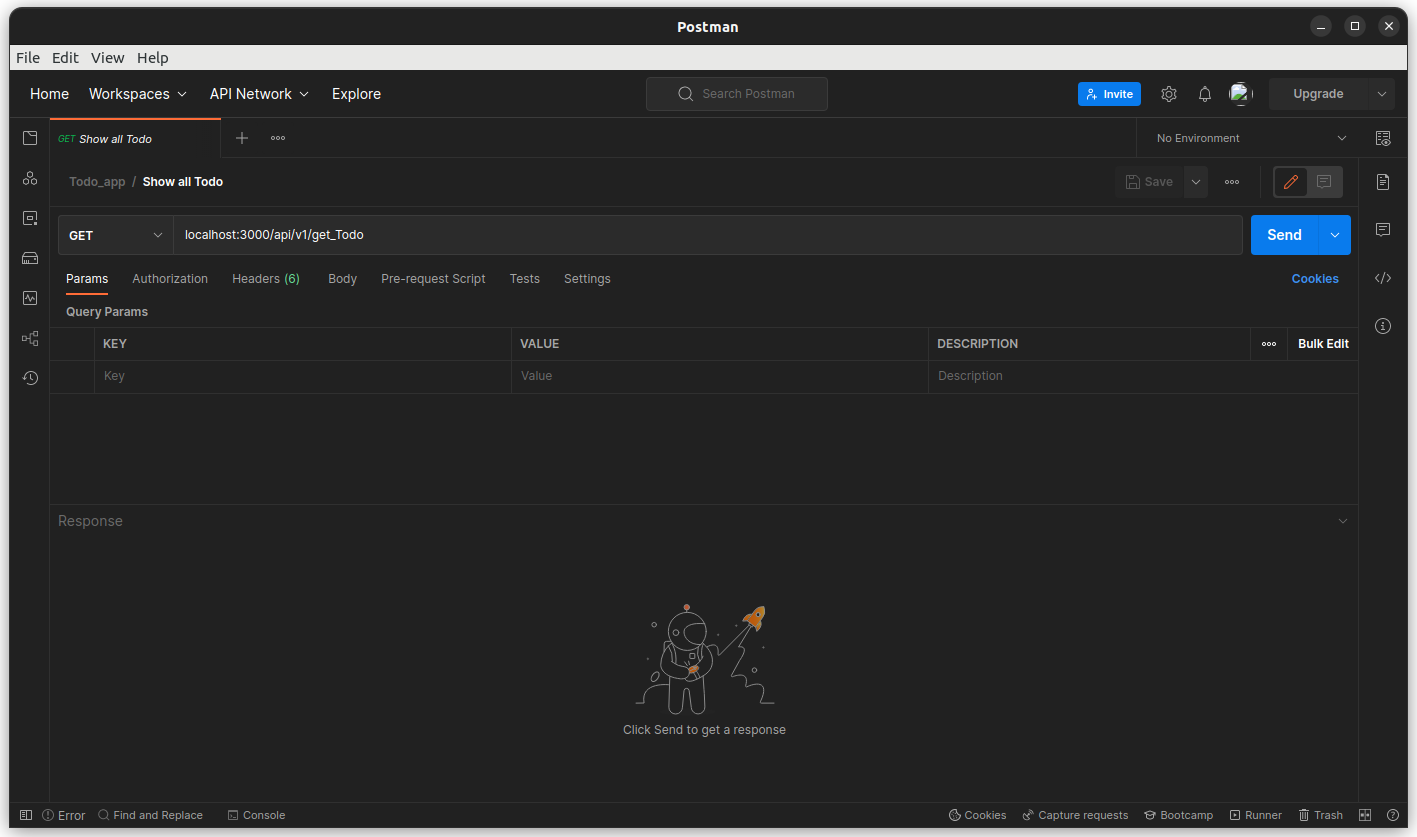 Postman
File Edit View Help
Home Workspaces API Network Explore Search Postman Invite Upgrade
GET Show all Todo No Environment
Todo_app / Show all Todo Save
GET localhost:3000/api/v1/get_Todo Send
Params Authorization Headers (6) Body Pre-request Script Tests Settings Cookies
Query Params
KEY VALUE DESCRIPTION Bulk Edit
Key Value Description
Response
Click Send to get a response
Error Find and Replace Console Cookies Capture requests Bootcamp Runner Trash